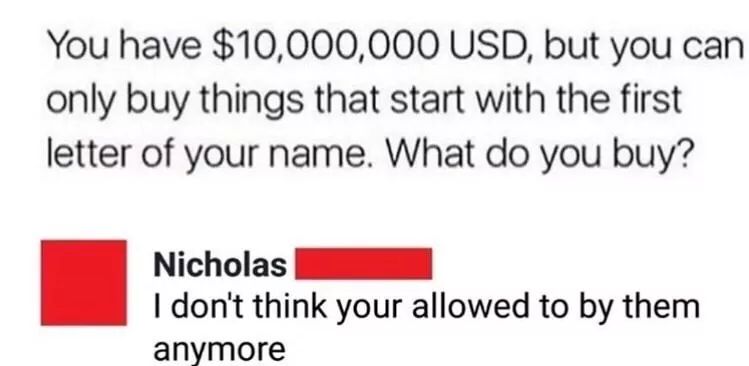 You have $10,000,000 USD, but you can
only buy things that start with the first
letter of your name. What do you buy?
Nicholas
I don't think your allowed to by them
anymore